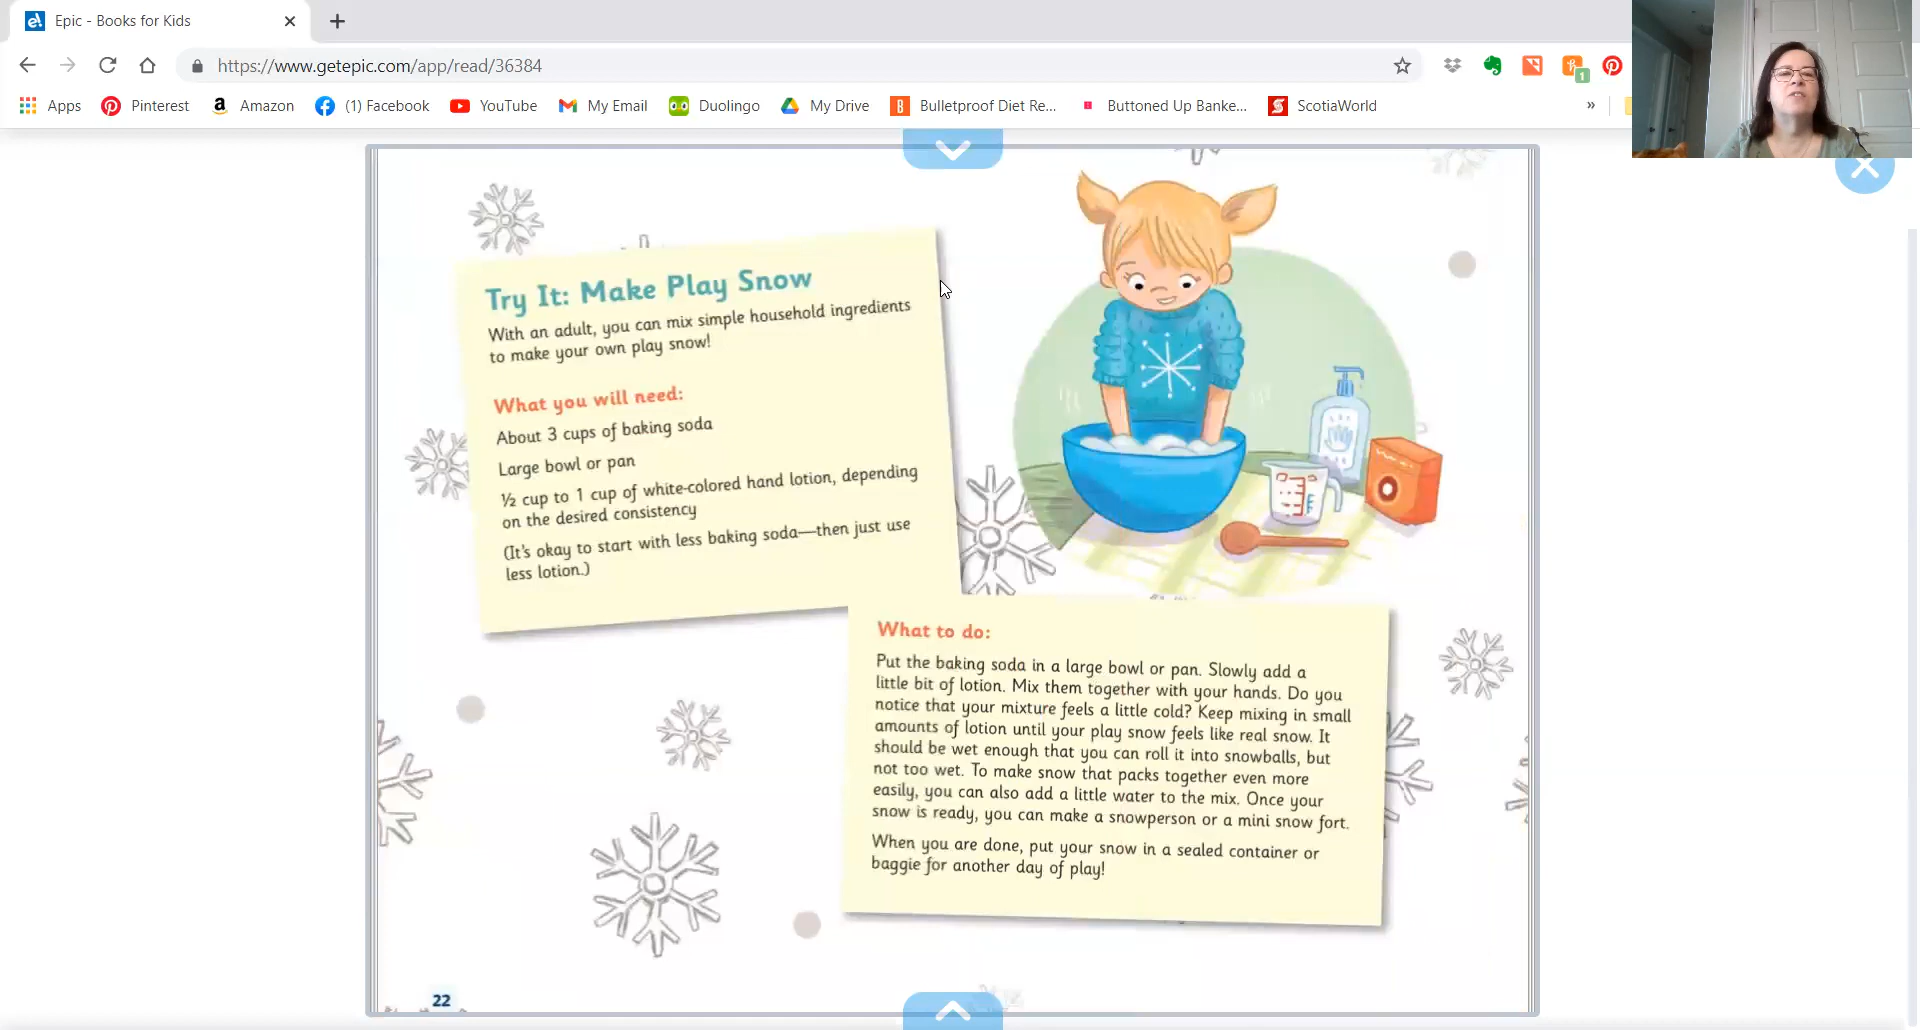 Epic - Books for Kids
https://www.getepic.com/app/read/36384
1
Apps
Pinterest
Amazon
(1) Facebook
YouTube
My Email
Duolingo
My Drive
Bulletproof Diet Re...
Buttoned Up Banke...
ScotiaWorld
»
Try It: Make Play Snow
With an adult, you can mix simple household ingredients
to make your own play snow!
What you will need:
About 3 cups of baking soda
Large bowl or pan
½ cup to 1 cup of white-colored hand lotion, depending
on the desired consistency
(It's okay to start with less baking soda—then just use
less lotion.)
What to do:
Put the baking soda in a large bowl or pan. Slowly add a
little bit of lotion. Mix them together with your hands. Do you
notice that your mixture feels a little cold? Keep mixing in small
amounts of lotion until your play snow feels like real snow. It
should be wet enough that you can roll it into snowballs, but
not too wet. To make snow that packs together even more
easily, you can also add a little water to the mix. Once your
snow is ready, you can make a snowperson or a mini snow fort.
When you are done, put your snow in a sealed container or
baggie for another day of play!
22